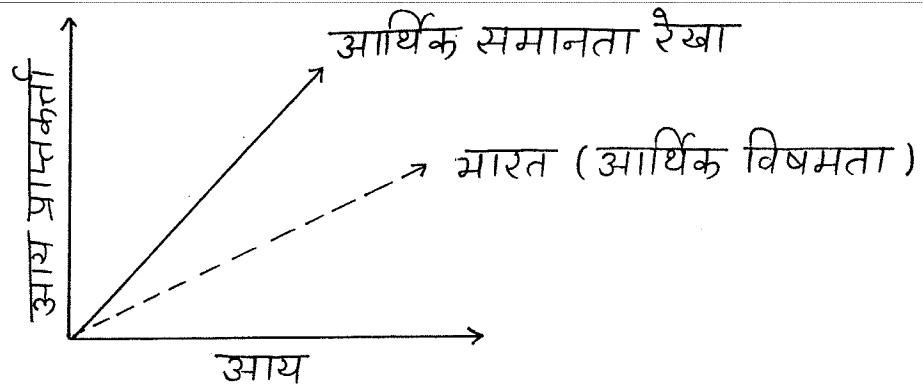 आर्थिक समानता रेखा
भारत (आर्थिक विषमता)
आय प्राप्तकर्ता
आय